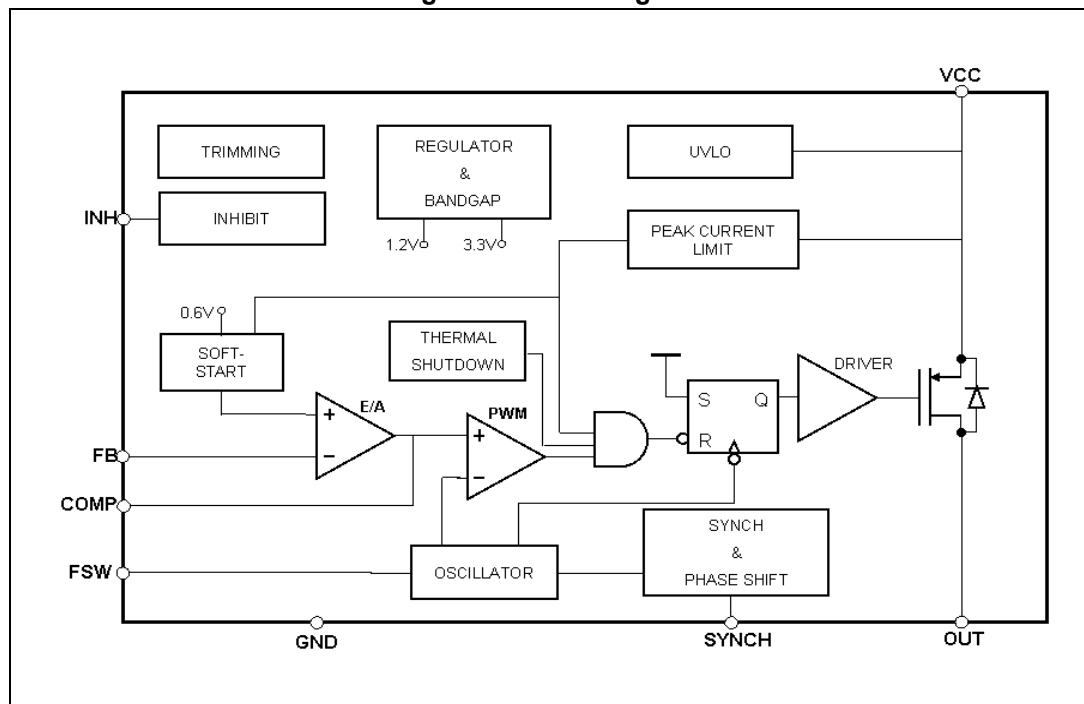 VCC
TRIMMING
REGULATOR
&
BANDGAP
UVLO
INH
INHIBIT
1.2V
3.3V
PEAK CURRENT
LIMIT
0.6V
SOFT-
START
THERMAL
SHUTDOWN
DRIVER
E/A
PWM
S
Q
R
+
−
+
−
FB
COMP
FSW
OSCILLATOR
SYNCH
&
PHASE SHIFT
GND
SYNCH
OUT